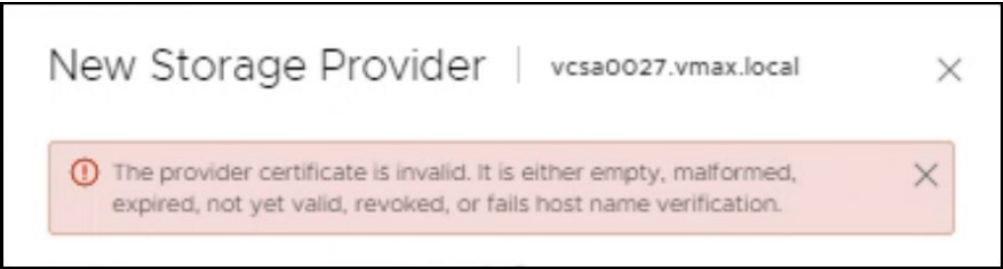 New Storage Provider | vcsa0027.vmax.local
The provider certificate is invalid. It is either empty, malformed,
expired, not yet valid, revoked, or fails host name verification.